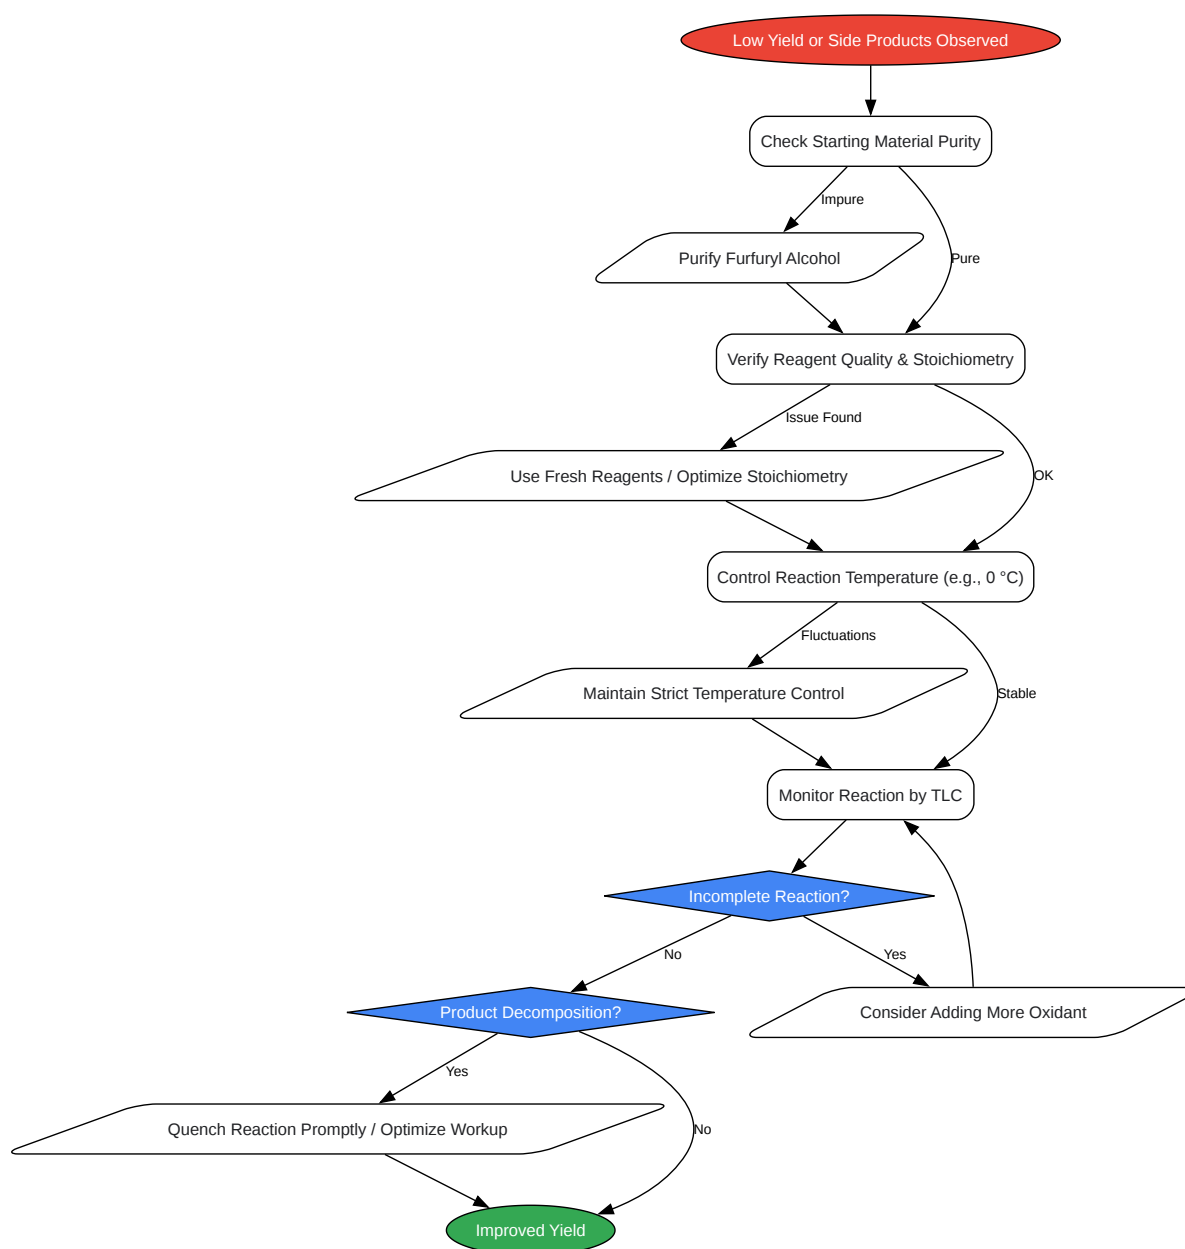 Low Yield or Side Products Observed
Check Starting Material Purity
Impure
Purify Furfuryl Alcohol
Pure
Verify Reagent Quality & Stoichiometry
Issue Found
Use Fresh Reagents / Optimize Stoichiometry
OK
Control Reaction Temperature (e.g., 0 °C)
Fluctuations
Maintain Strict Temperature Control
Stable
Monitor Reaction by TLC
Incomplete Reaction?
No
Yes
Product Decomposition?
Consider Adding More Oxidant
Yes
Quench Reaction Promptly / Optimize Workup
No
Improved Yield